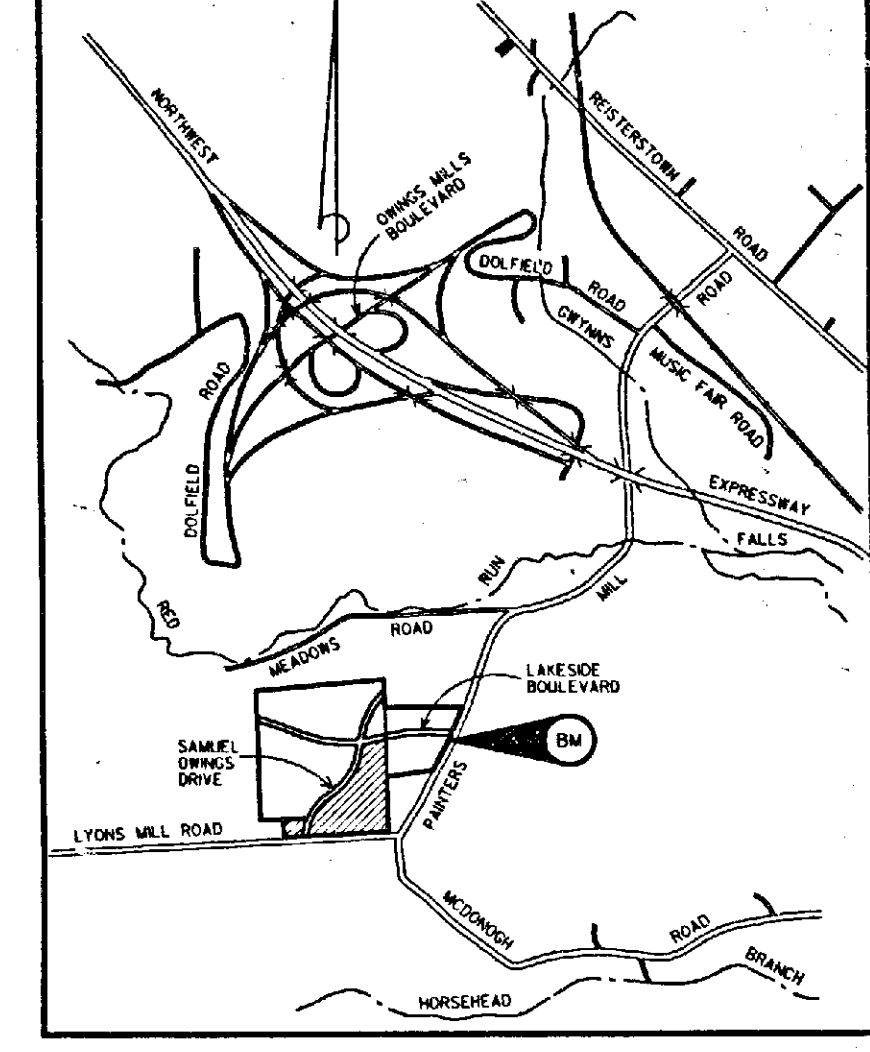 NORTHWEST
REISTERSTOWN
ROAD
OWINGS MILLS
BOULEVARD
DOLFIELD
ROAD
ROAD
GWYNNS
MUSIC FAIR ROAD
ROAD
DOLFIELD
EXPRESSWAY
FALLS
RUN
MILL
RED
MEADOWS
ROAD
LAKESIDE
BOULEVARD
BM
SAMUEL
OWINGS
DRIVE
PAINTERS
LYONS MILL ROAD
MCDONOGH
ROAD
BRANCH
HORSEHEAD